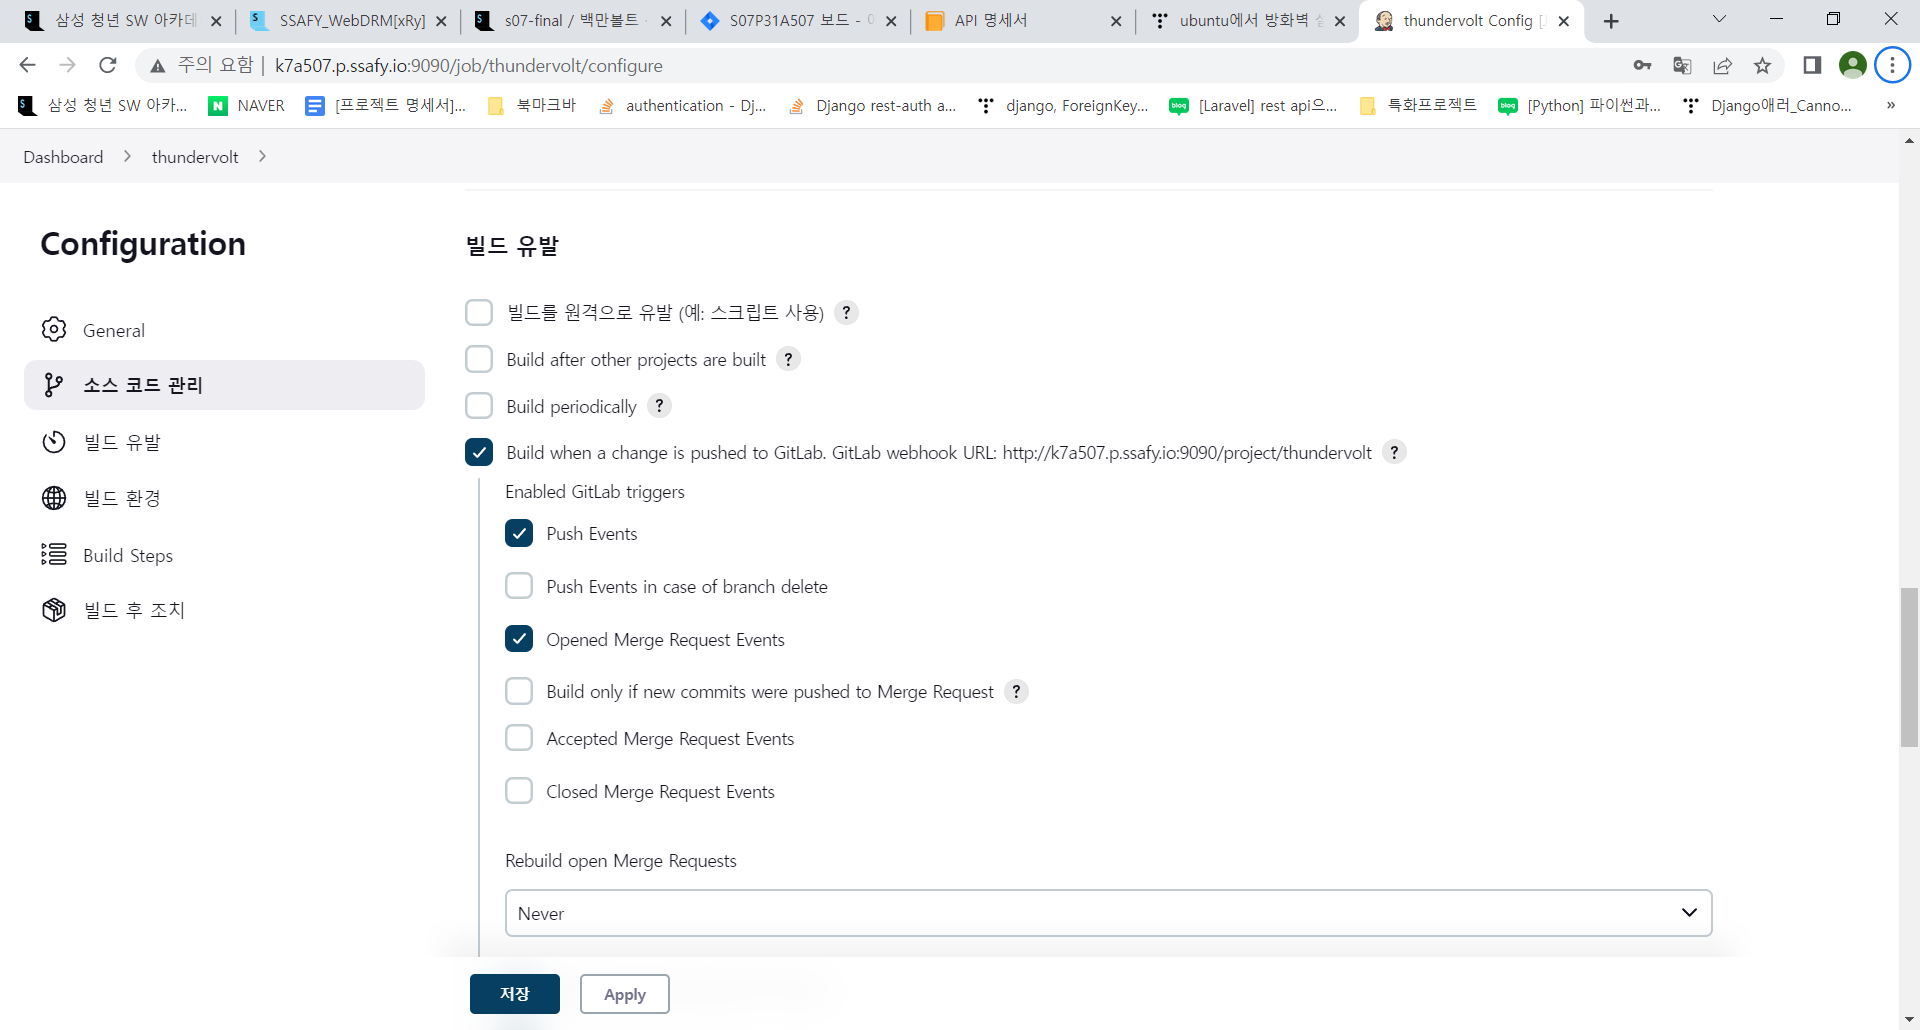 삼성 청년 SW 아카데
SSAFY_WebDRM[xRy]
s07-final / 백만볼트
S07P31A507 보드 -
API 명세서
ubuntu에서 방화벽
thundervolt Config [
주의 요함 | k7a507.p.ssafy.io:9090/job/thundervolt/configure
삼성 청년 SW 아카...
NAVER
[프로젝트 명세서]...
북마크바
authentication - Dj...
Django rest-auth a...
django, ForeignKey...
[Laravel] rest api으...
특화프로젝트
[Python] 파이썬과...
Django애러_Canno...
»
Dashboard > thundervolt >
Configuration
General
소스 코드 관리
빌드 유발
빌드 환경
Build Steps
빌드 후 조치
빌드 유발
빌드를 원격으로 유발 (예: 스크립트 사용) ?
Build after other projects are built ?
Build periodically ?
Build when a change is pushed to GitLab. GitLab webhook URL: http://k7a507.p.ssafy.io:9090/project/thundervolt ?
Enabled GitLab triggers
Push Events
Push Events in case of branch delete
Opened Merge Request Events
Build only if new commits were pushed to Merge Request ?
Accepted Merge Request Events
Closed Merge Request Events
Rebuild open Merge Requests
Never
저장
Apply